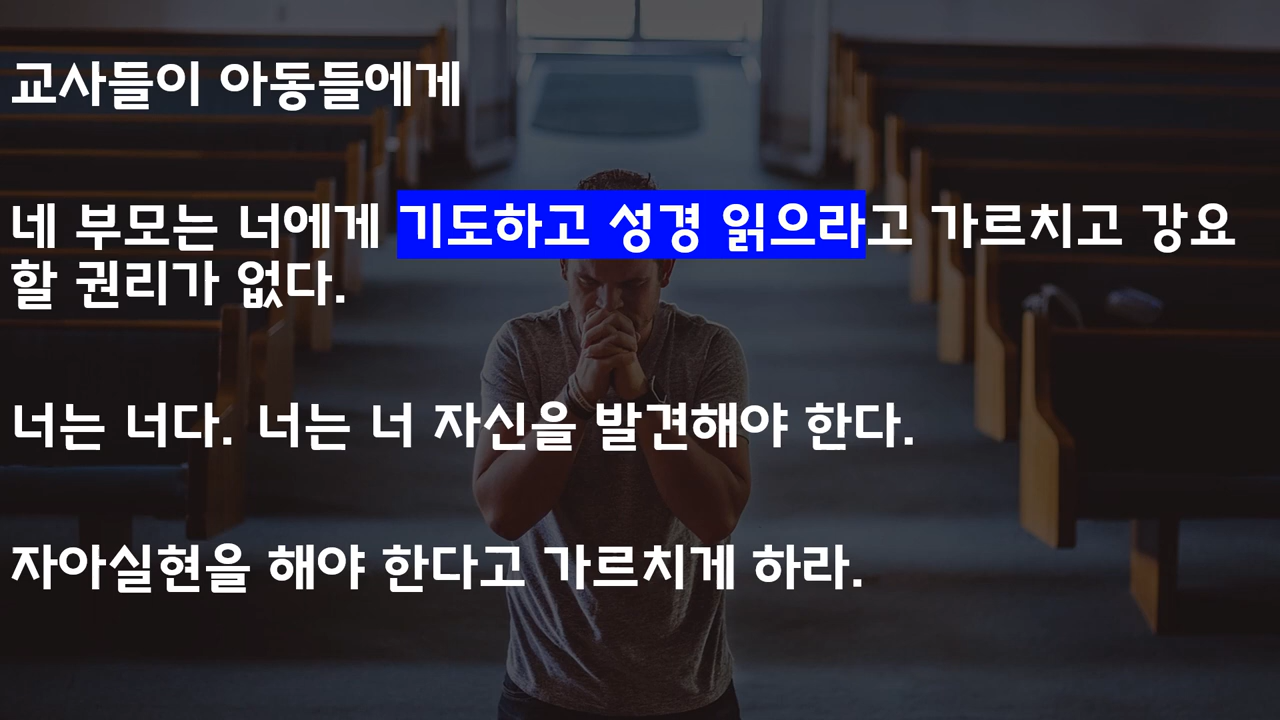 교사들이 아동들에게
네 부모는 너에게 기도하고 성경 읽으라고 가르치고 강요
할 권리가 없다.
너는 너다. 너는 너 자신을 발견해야 한다.
자아실현을 해야 한다고 가르치게 하라.